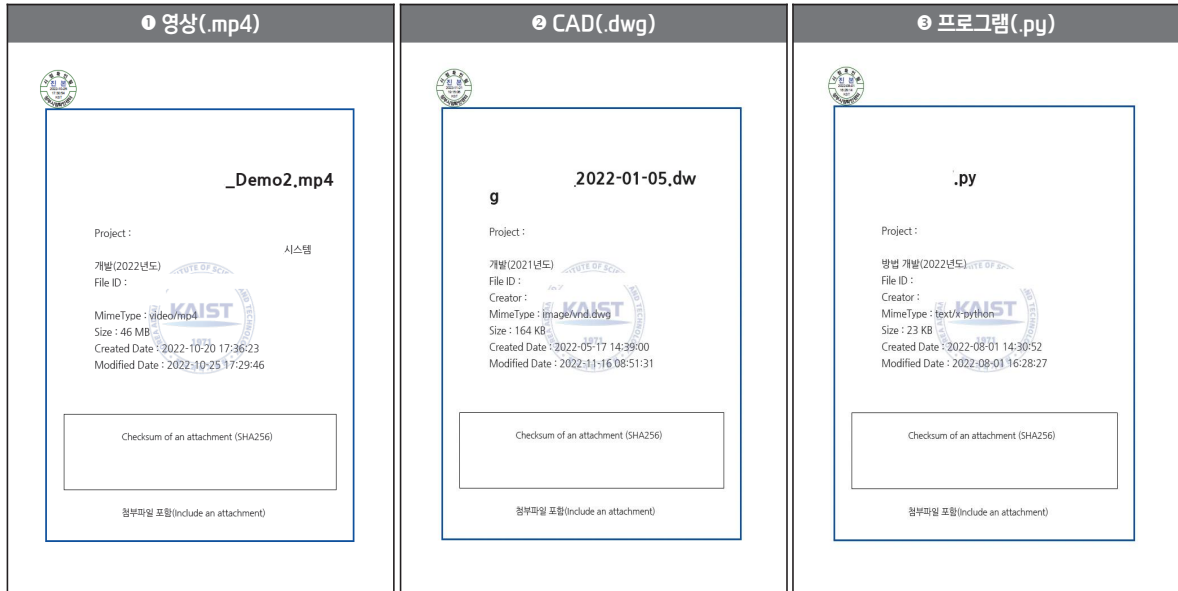 ❶ 영상(.mp4)
_Demo2.mp4
Project :
시스템
개발(2022년도)
File ID :
MimeType : video/mp4
Size : 46 MB
Created Date : 2022-10-20 17:36:23
Modified Date : 2022-10-25 17:29:46
KAIST
1971
Checksum of an attachment (SHA256)
첨부파일 포함(Include an attachment)
❷ CAD(.dwg)
.2022-01-05.dw
g
Project :
개발(2021년도)
File ID :
Creator :
MimeType : image/vnd.dwg
Size : 164 KB
Created Date : 2022-05-17 14:39:00
Modified Date : 2022-11-16 08:51:31
KAIST
1971
Checksum of an attachment (SHA256)
첨부파일 포함(Include an attachment)
❸ 프로그램(.py)
.py
Project :
방법 개발(2022년도)
File ID :
Creator :
MimeType : text/x-python
Size : 23 KB
Created Date : 2022-08-01 14:30:52
Modified Date : 2022-08-01 16:28:27
KAIST
1971
Checksum of an attachment (SHA256)
첨부파일 포함(Include an attachment)